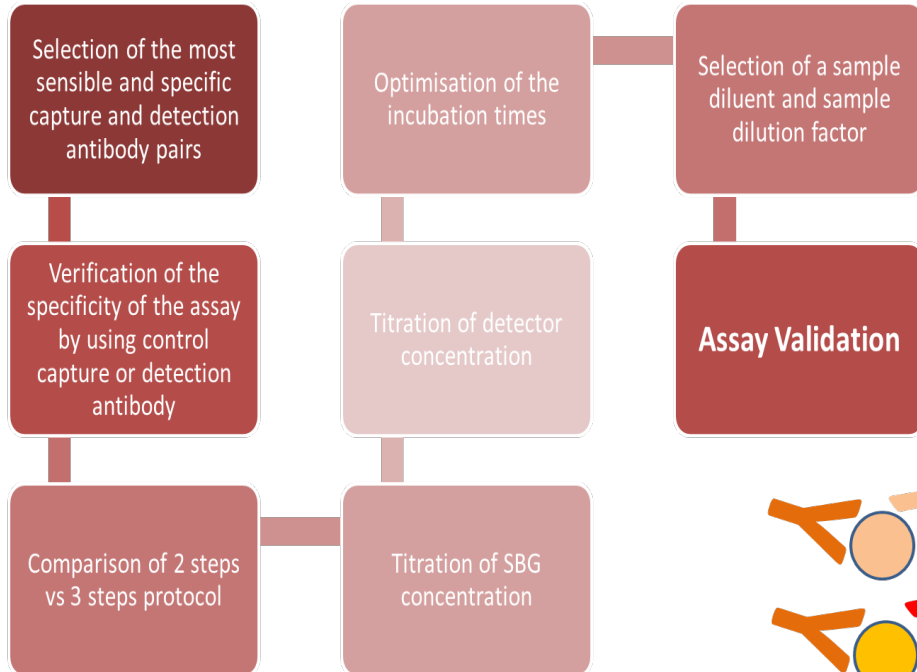 Selection of the most
sensible and specific
capture and detection
antibody pairs
Verification of the
specificity of the assay
by using control
capture or detection
antibody
Comparison of 2 steps
vs 3 steps protocol
Titration of SBG
concentration
Titration of detector
concentration
Optimisation of the
incubation times
Selection of a sample
diluent and sample
dilution factor
Assay Validation